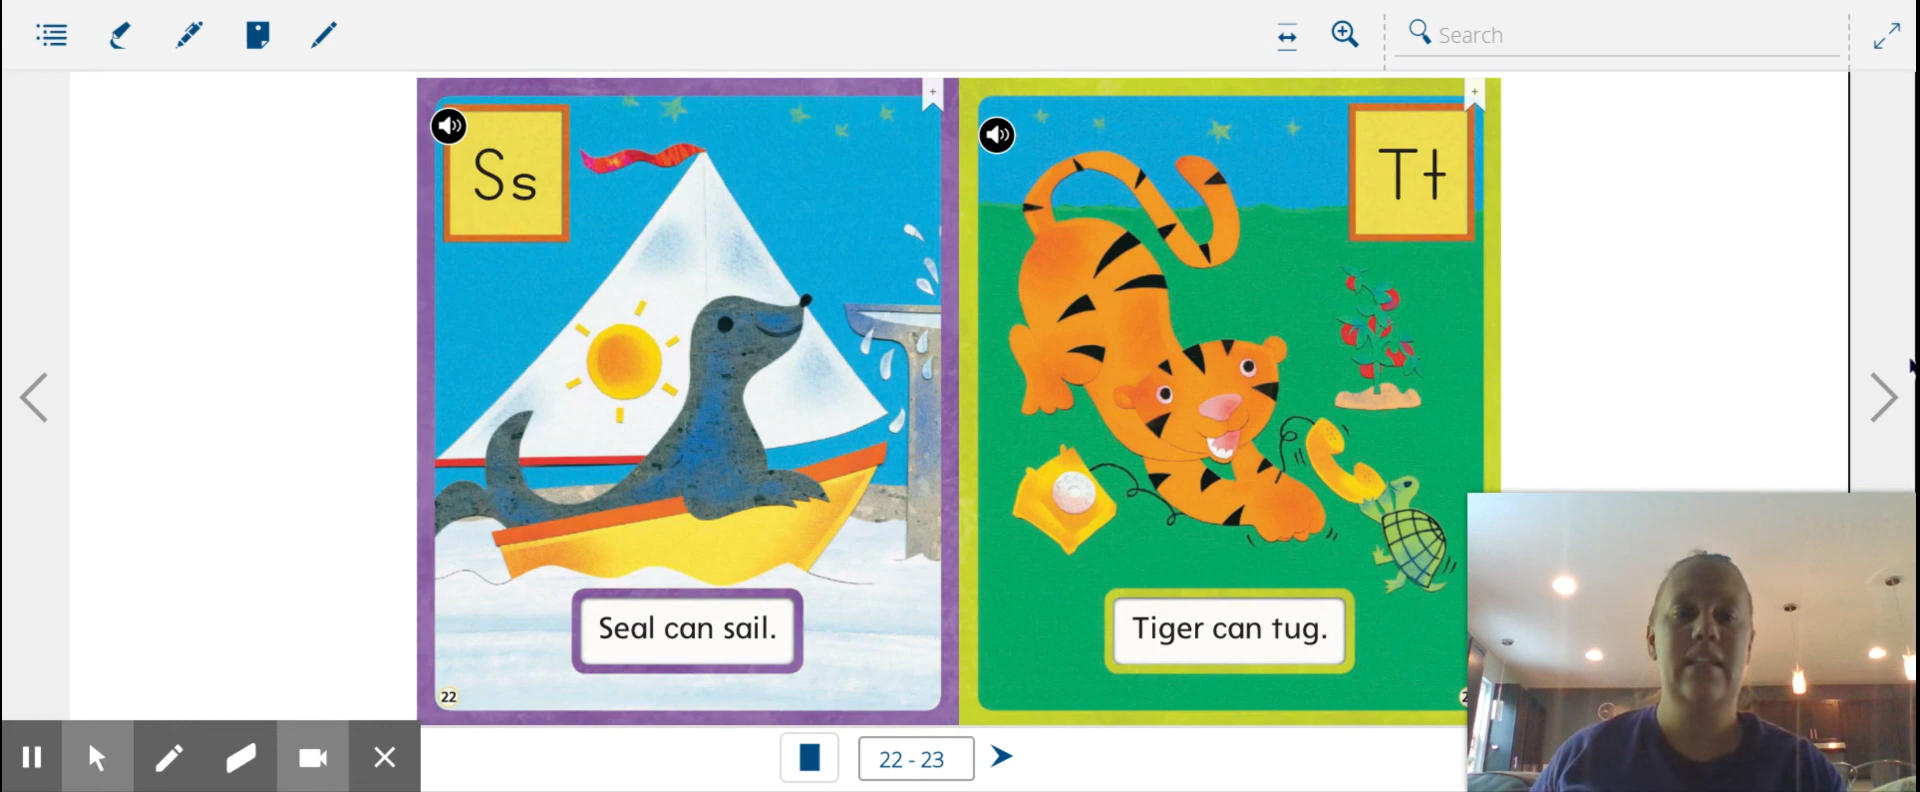 Search
Ss
Tt
Seal can sail.
Tiger can tug.
22
22 - 23